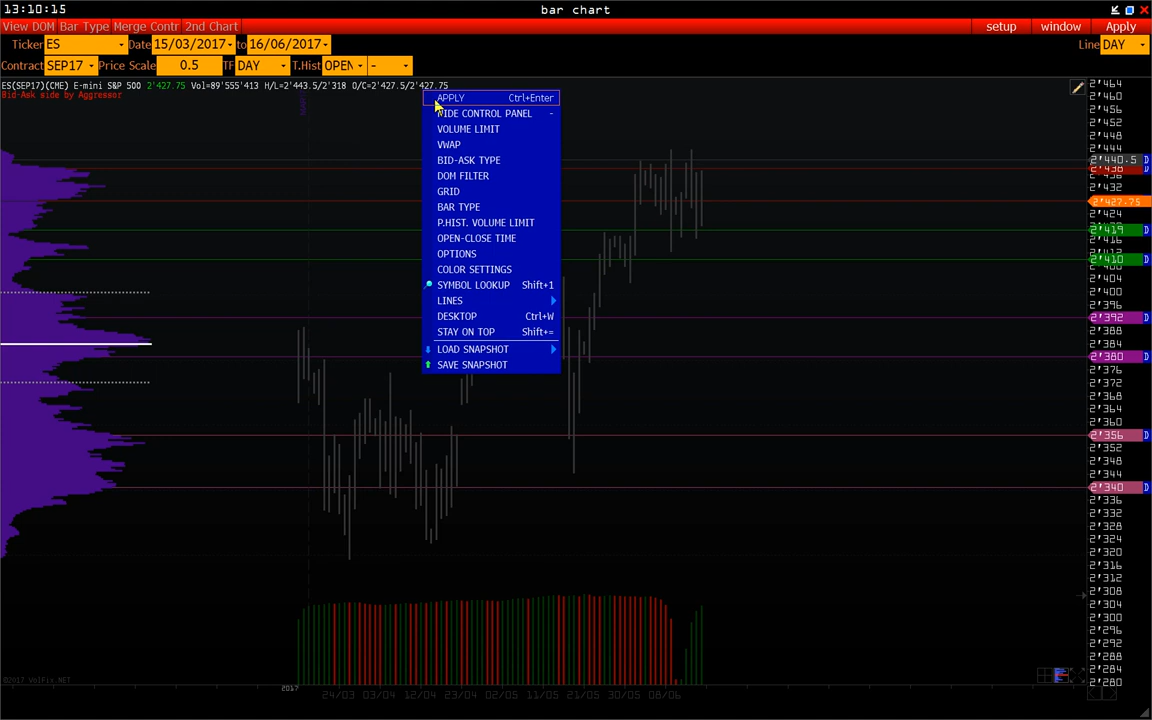 13:10:15
bar chart
View DOM Bar Type Merge Contr 2nd Chart
setup window Apply
Ticker ES Date 15/03/2017 to 16/06/2017
Line DAY
Contract SEP17 Price Scale 0.5 TF DAY T.Hist OPEN -
ES(SEP17)(CME) E-mini S&P 500 2'427.75 Vol=89'555'413 H/L=2'443.5/2'318 O/C=2'427.5/2'427.75
Bid-Ask side by Aggressor
APPLY Ctrl+Enter
HIDE CONTROL PANEL -
VOLUME LIMIT
VWAP
BID-ASK TYPE
DOM FILTER
GRID
BAR TYPE
P.HIST. VOLUME LIMIT
OPEN-CLOSE TIME
OPTIONS
COLOR SETTINGS
SYMBOL LOOKUP Shift+1
LINES
DESKTOP Ctrl+W
STAY ON TOP Shift+=
LOAD SNAPSHOT
SAVE SNAPSHOT
2'464
2'460
2'456
2'452
2'448
2'444
2'440.5 D
2'438 D
2'436
2'432
2'427.75
2'424
2'419 D
2'416
2'412
2'410 D
2'404
2'400
2'396
2'392 D
2'388
2'384
2'380 D
2'376
2'372
2'368
2'364
2'360
2'356 D
2'352
2'348
2'344
2'340 D
2'336
2'332
2'328
2'324
2'320
2'316
2'312
2'308
2'304
2'300
2'296
2'292
2'288
2'284
2'280
©2017 VolFix.NET
2017
24/03 03/04 12/04 23/04 02/05 11/05 21/05 30/05 08/06